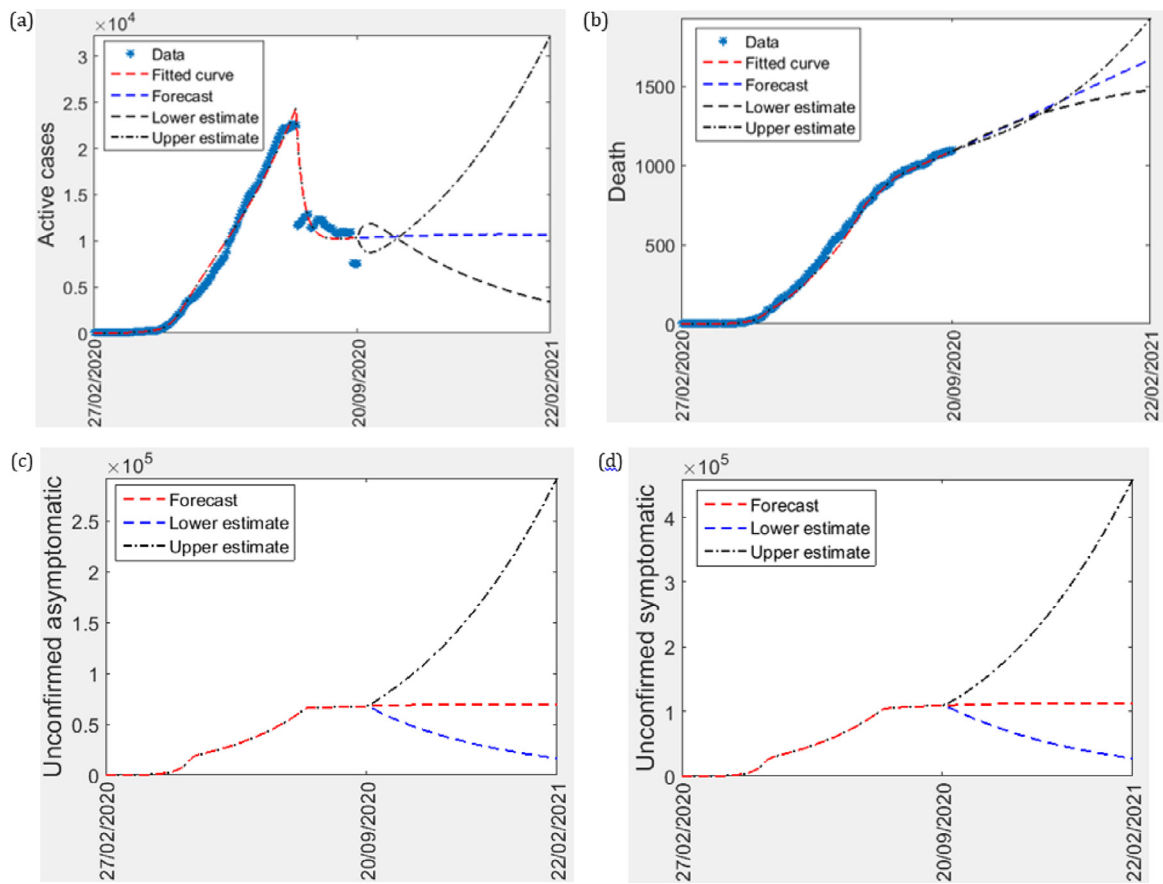 (a)
×10⁴
Data
Fitted curve
Forecast
Lower estimate
Upper estimate
Active cases
3
2.5
2
1.5
1
0.5
0
27/02/2020
20/09/2020
22/02/2021
(b)
Data
Fitted curve
Forecast
Lower estimate
Upper estimate
Death
1500
1000
500
0
27/02/2020
20/09/2020
22/02/2021
(c)
×10⁵
Forecast
Lower estimate
Upper estimate
Unconfirmed asymptomatic
2.5
2
1.5
1
0.5
0
27/02/2020
20/09/2020
22/02/2021
(d)
×10⁵
Forecast
Lower estimate
Upper estimate
Unconfirmed symptomatic
4
3
2
1
0
27/02/2020
20/09/2020
22/02/2021